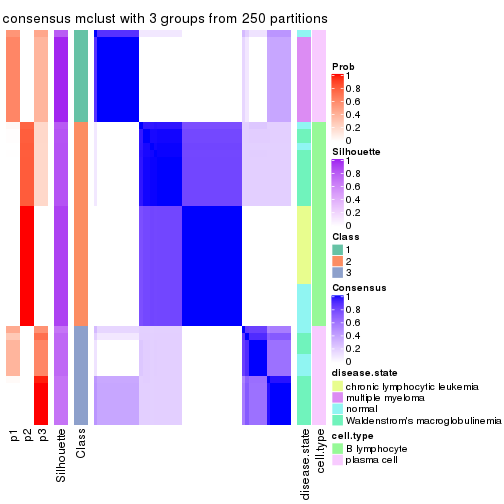 consensus mclust with 3 groups from 250 partitions
Prob
1
0.8
0.6
0.4
0.2
0
Silhouette
1
0.8
0.6
0.4
0.2
0
Class
1
2
3
Consensus
1
0.8
0.6
0.4
0.2
0
disease.state
chronic lymphocytic leukemia
multiple myeloma
normal
Waldenstrom's macroglobulinemia
cell.type
B lymphocyte
plasma cell
p1
p2
p3
Silhouette
Class
disease.state
cell.type